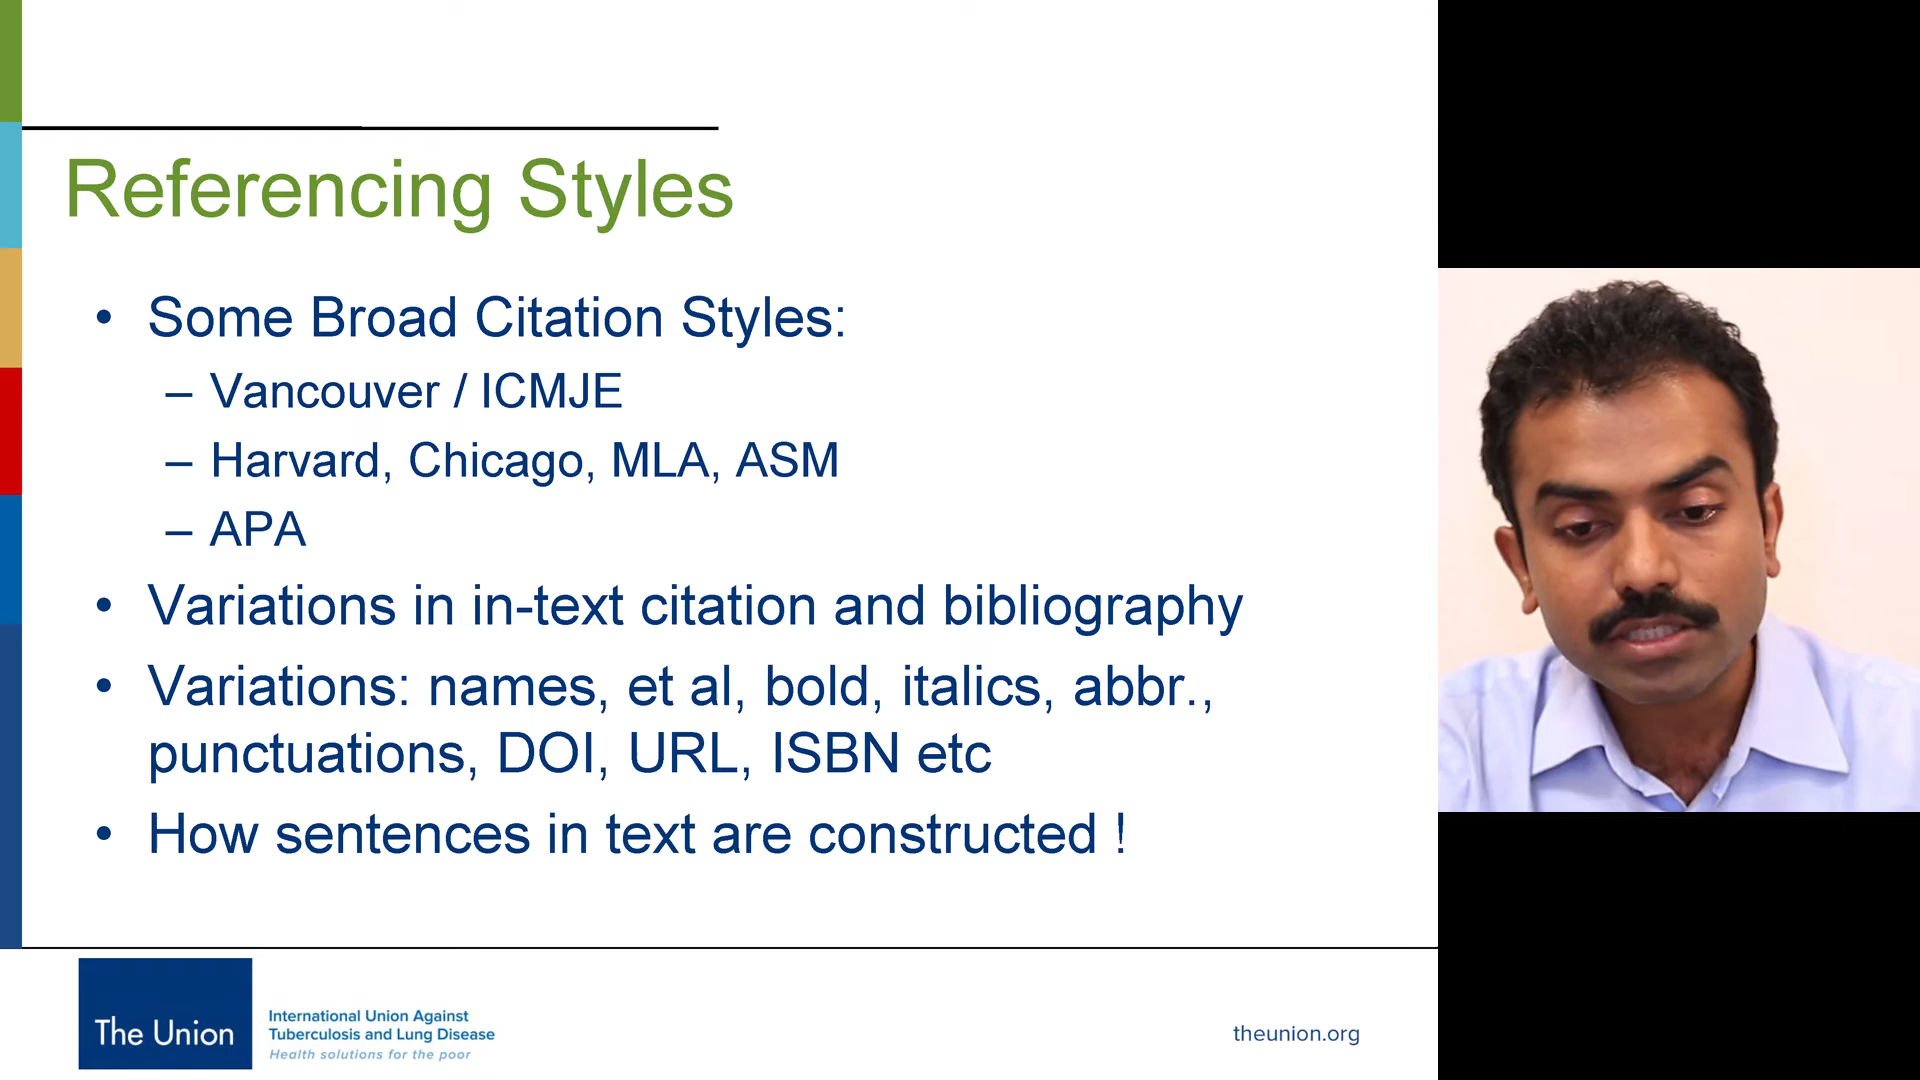 Referencing Styles
• Some Broad Citation Styles:
– Vancouver / ICMJE
– Harvard, Chicago, MLA, ASM
– APA
• Variations in in-text citation and bibliography
• Variations: names, et al, bold, italics, abbr.,
punctuations, DOI, URL, ISBN etc
• How sentences in text are constructed !
The Union
International Union Against
Tuberculosis and Lung Disease
Health solutions for the poor
theunion.org